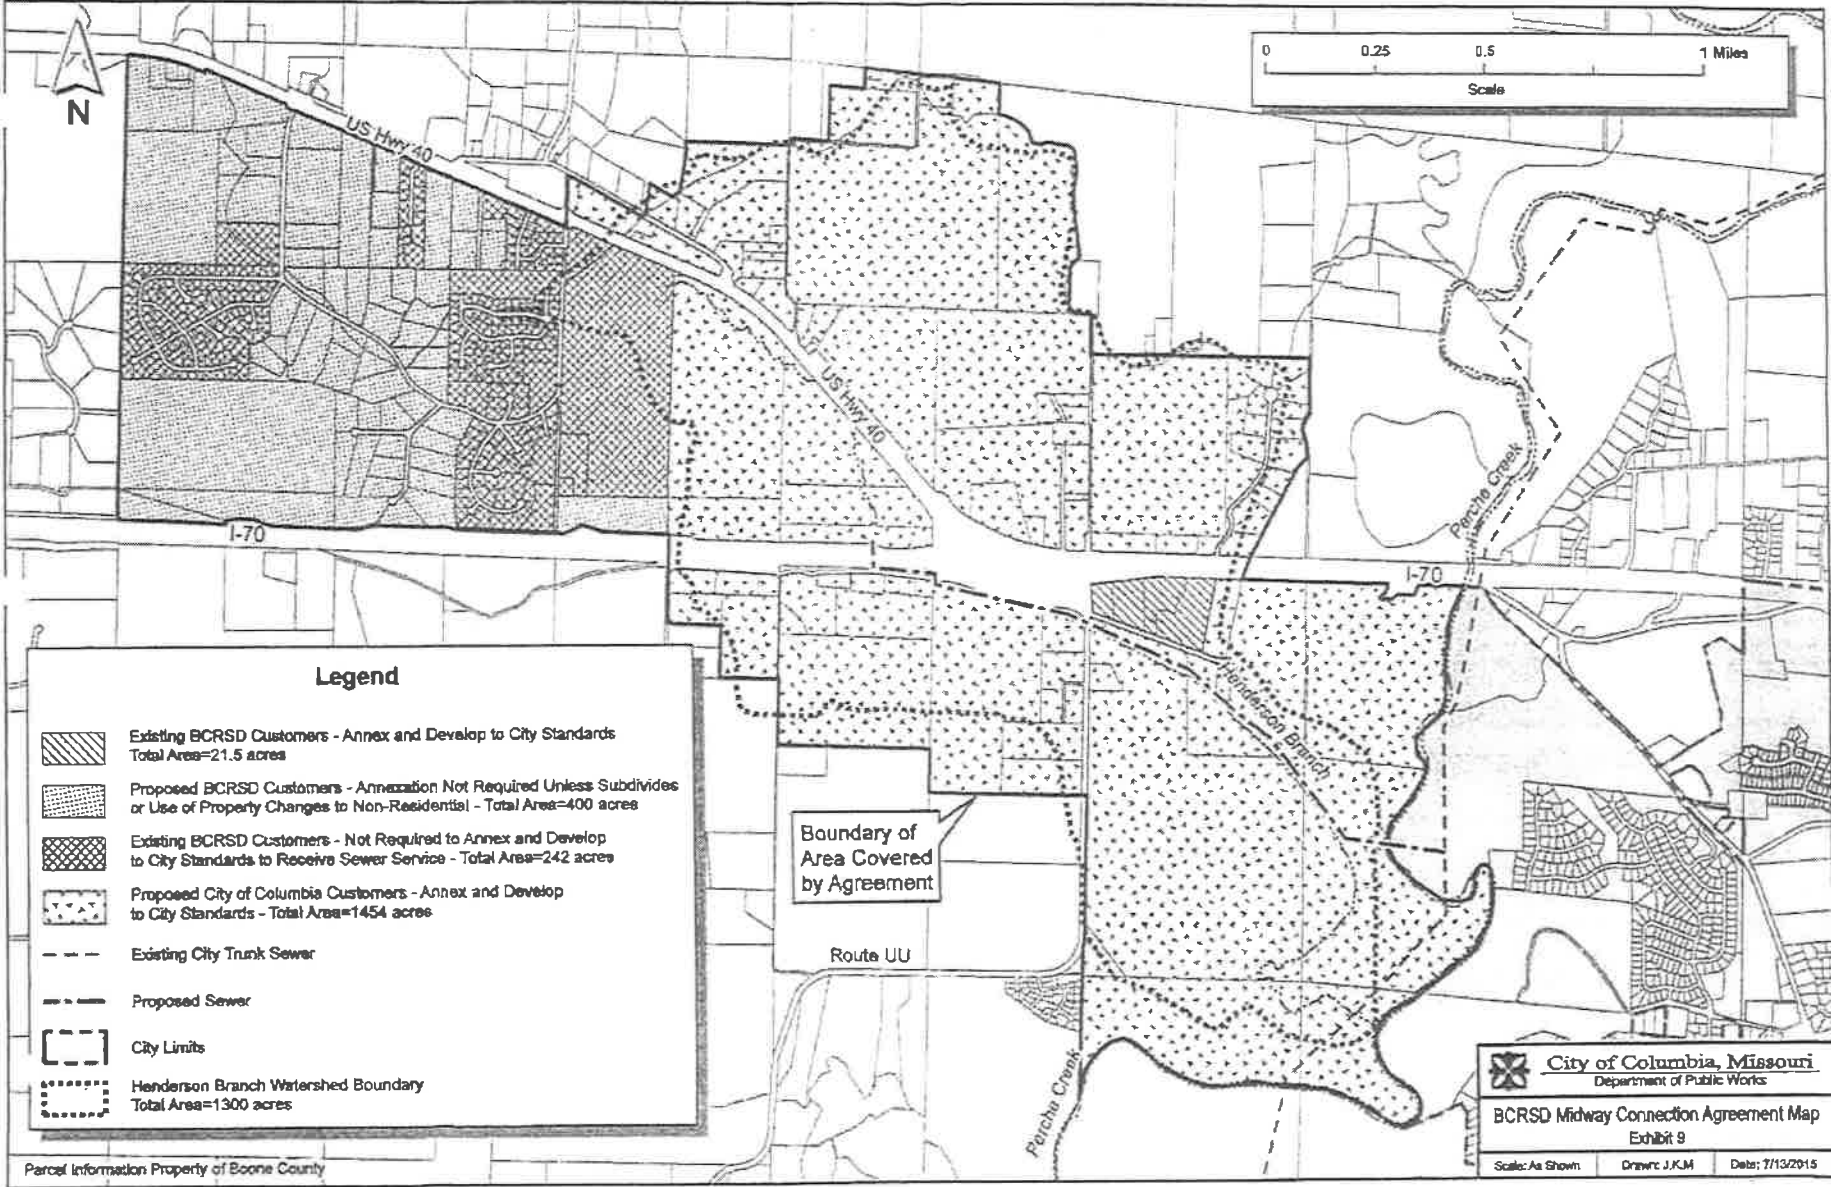 0 0.25 0.5 1 Miles
Scale
N
US Hwy 40
US Hwy 40
Perche Creek
I-70
I-70
Henderson Branch
Legend
Existing BCRSD Customers - Annex and Develop to City Standards
Total Area=21.5 acres
Proposed BCRSD Customers - Annexation Not Required Unless Subdivides
or Use of Property Changes to Non-Residential - Total Area=400 acres
Existing BCRSD Customers - Not Required to Annex and Develop
to City Standards to Receive Sewer Service - Total Area=242 acres
Proposed City of Columbia Customers - Annex and Develop
to City Standards - Total Area=1454 acres
Existing City Trunk Sewer
Proposed Sewer
City Limits
Henderson Branch Watershed Boundary
Total Area=1300 acres
Boundary of
Area Covered
by Agreement
Route UU
Perche Creek
City of Columbia, Missouri
Department of Public Works
BCRSD Midway Connection Agreement Map
Exhibit 9
Scale: As Shown Drawn: J.K.M Date: 7/13/2015
Parcel Information Property of Boone County